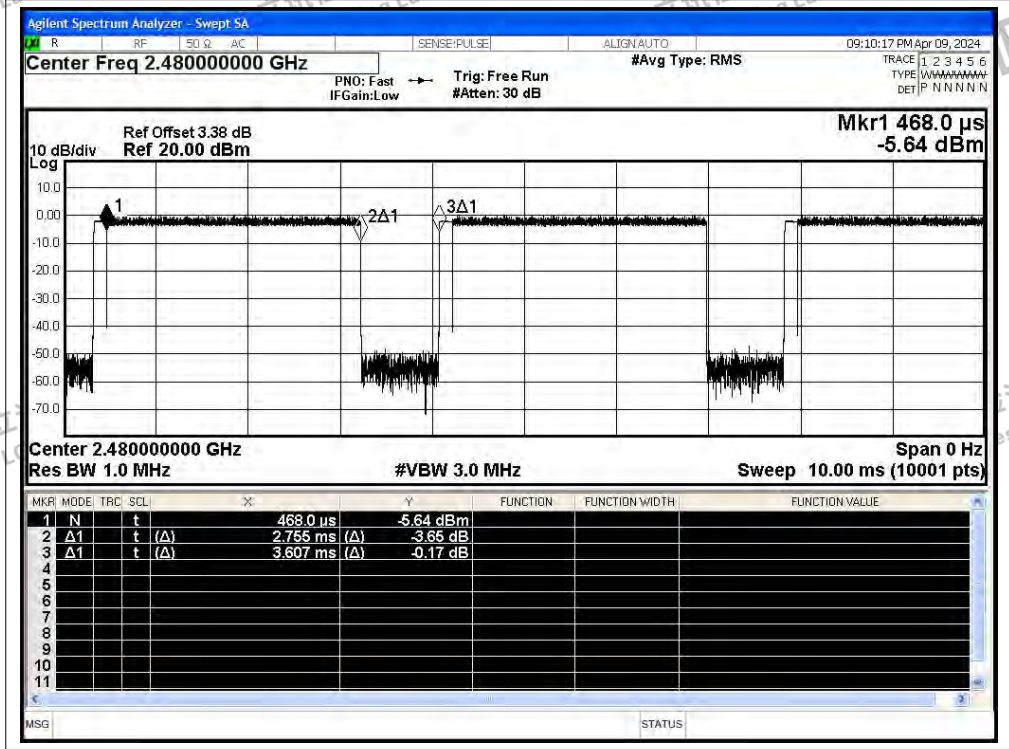 Agilent Spectrum Analyzer - Swept SA
LXI R RF 50 Ω AC SENSE:PULSE ALIGNAUTO 09:10:17 PM Apr 09, 2024
Center Freq 2.480000000 GHz #Avg Type: RMS TRACE 1 2 3 4 5 6
PNO: Fast Trig: Free Run TYPE WWWWWW
IFGain:Low #Atten: 30 dB DET P N N N N N
Mkr1 468.0 µs
Ref Offset 3.38 dB
10 dB/div Ref 20.00 dBm -5.64 dBm
Log
10.0
1 2Δ1 3Δ1
0.00
-10.0
-20.0
-30.0
-40.0
-50.0
-60.0
-70.0
Center 2.480000000 GHz Span 0 Hz
Res BW 1.0 MHz #VBW 3.0 MHz Sweep 10.00 ms (10001 pts)
MKR MODE TRC SCL X Y FUNCTION FUNCTION WIDTH FUNCTION VALUE
1 N t 468.0 µs -5.64 dBm
2 Δ1 t (Δ) 2.755 ms (Δ) -3.65 dB
3 Δ1 t (Δ) 3.607 ms (Δ) -0.17 dB
4
5
6
7
8
9
10
11
MSG STATUS